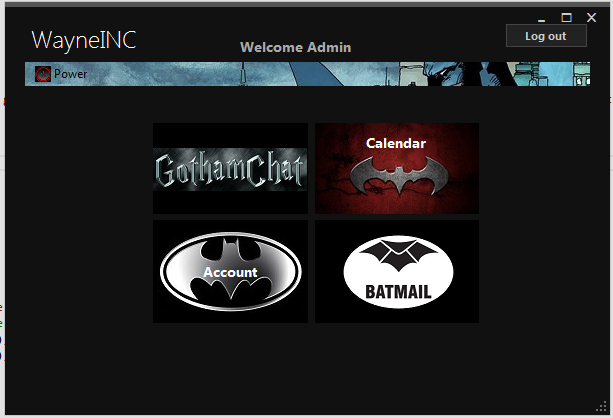 WayneINC
Welcome Admin
Log out
Power
GothamChat
Calendar
Account
BATMAIL